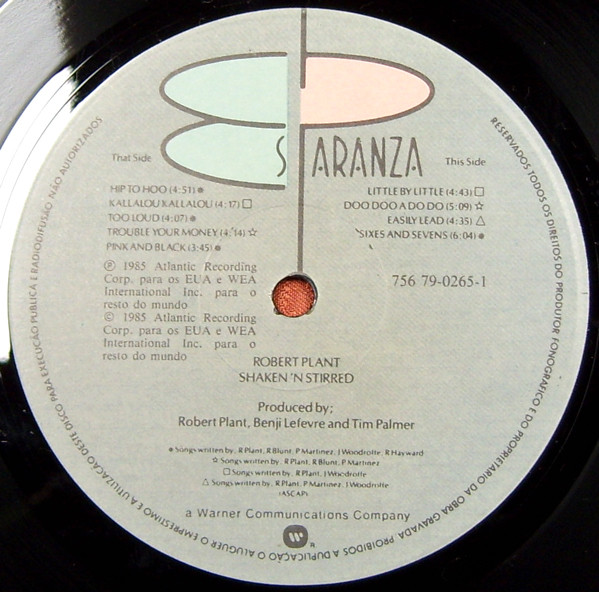 ESPARANZA
That Side
HIP TO HOO (4:51) ●
KALLALOU KALLALOU (4:17) □
TOO LOUD (4:07) ●
TROUBLE YOUR MONEY (4:14) ☆
PINK AND BLACK (3:45) ●
This Side
LITTLE BY LITTLE (4:43) □
DOO DOO A DO DO (5:09) ☆
EASILY LEAD (4:35) △
SIXES AND SEVENS (6:04) ●
℗ 1985 Atlantic Recording
Corp. para os EUA e WEA
International Inc. para o
resto do mundo
© 1985 Atlantic Recording
Corp. para os EUA e WEA
International Inc. para o
resto do mundo
756 79-0265-1
ROBERT PLANT
SHAKEN 'N STIRRED
Produced by;
Robert Plant, Benji Lefevre and Tim Palmer
● Songs written by: R Plant, R Blunt, P Martinez, J Woodroffe, R Hayward
☆ Songs written by: R Plant, R Blunt, P Martinez
□ Songs written by: R Plant, J Woodroffe
△ Songs written by: R Plant, P Martinez, J Woodroffe
(ASCAP)
a Warner Communications Company
RESERVADOS TODOS OS DIREITOS DO PRODUTOR FONOGRÁFICO E DO PROPRIETÁRIO DA OBRA GRAVADA PROIBIDOS A DUPLICAÇÃO O ALUGUER O EMPRESTIMO E A UTILIZAÇÃO DESTE DISCO PARA EXECUÇÃO PUBLICA E RADIODIFUSÃO NÃO AUTORIZADOS